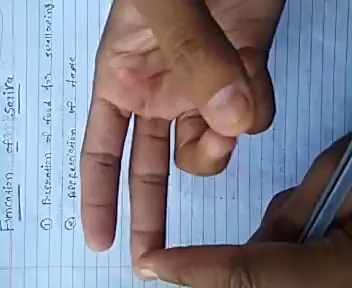 Function of Saliva
① Preparation of food for swallowing
② Appreciation of taste